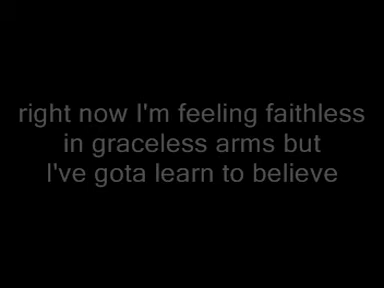 right now I'm feeling faithless
in graceless arms but
I've gota learn to believe